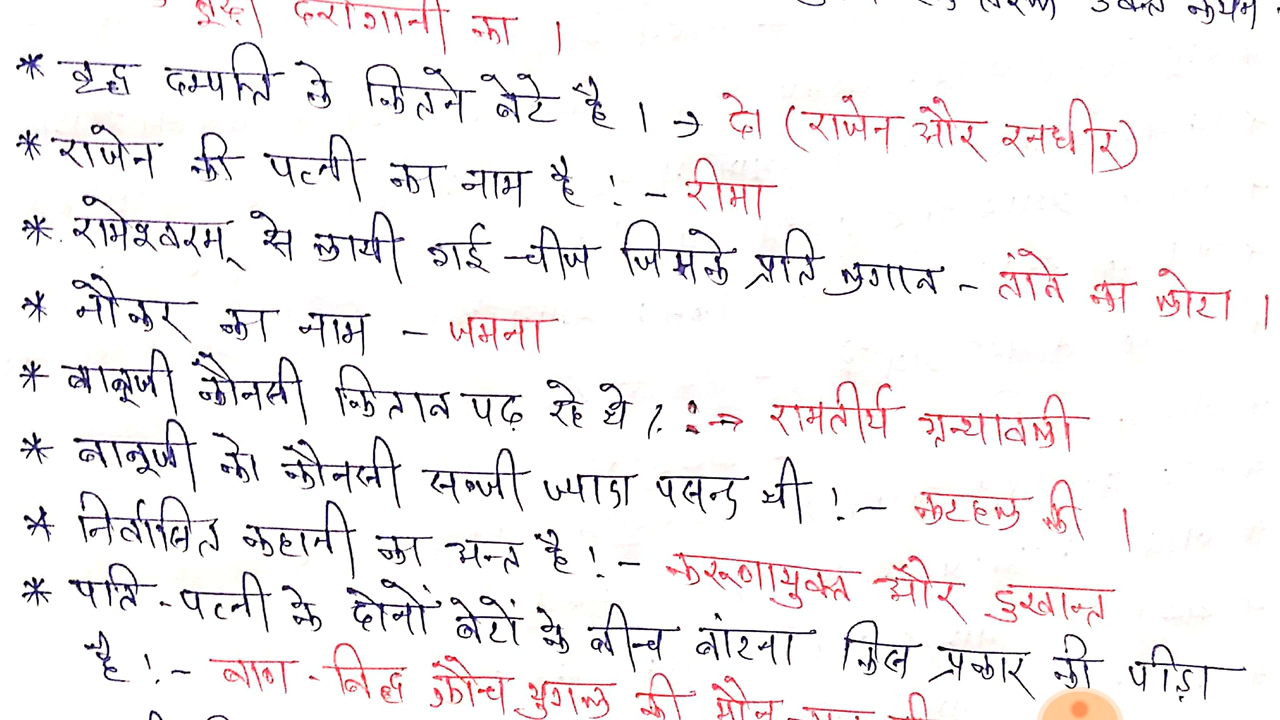 का ।
* वृद्ध दम्पत्ति के कितने बेटे है । → दो (राजेन और रनधीर)
* राजेन की पत्नी का नाम है ! - रीमा
* रामेश्वरम् से लायी गई चीज जिसके प्रति लगाव - तांबे का लोटा ।
* नौकर का नाम - जमना
* बाबूजी कौनसी किताब पढ़ रहे थे । :→ रामतीर्थ ग्रन्थावली
* बाबूजी को कौनसी सब्जी ज्यादा पसन्द थी ! - कटहल की ।
* निर्वासित कहानी का अन्त है ! - करूणायुक्त और दुखान्त
* पति - पत्नी के दोनों बेटों के बीच बांटना किस प्रकार की पीड़ा
है ! - बाण - बिद्ध क्रौंच युगल की मौन